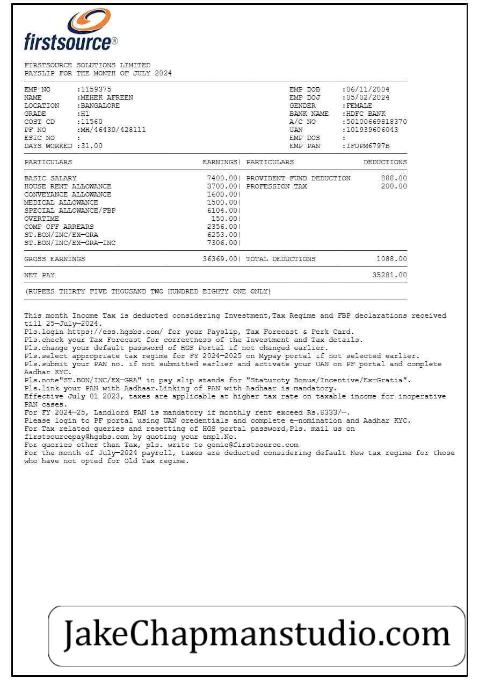 firstsource®
FIRSTSOURCE SOLUTIONS LIMITED
PAYSLIP FOR THE MONTH OF JULY 2024
EMP NO :1159375 EMP DOB :06/11/2004
NAME :MEHEK AFREEN EMP DOJ :05/02/2024
LOCATION :BANGALORE GENDER :FEMALE
GRADE :H1 BANK NAME :HDFC BANK
COST CD :11560 A/C NO :50100669818370
PF NO :MH/46430/428111 UAN :101939606043
ESIC NO : EMP DOS :
DAYS WORKED :31.00 EMP PAN
PARTICULARS EARNINGS| PARTICULARS DEDUCTIONS
BASIC SALARY 7400.00| PROVIDENT FUND DEDUCTION 888.00
HOUSE RENT ALLOWANCE 3700.00| PROFESSION TAX 200.00
CONVEYANCE ALLOWANCE 1600.00|
MEDICAL ALLOWANCE 1500.00|
SPECIAL ALLOWANCE/FBP 6104.00|
OVERTIME 150.00|
COMP OFF ARREARS 2356.00|
ST.BON/INC/EX-GRA 6253.00|
ST.BON/INC/EX-GRA-INC 7306.00|
GROSS EARNINGS 36369.00| TOTAL DEDUCTIONS 1088.00
NET PAY 35281.00
(RUPEES THIRTY FIVE THOUSAND TWO HUNDRED EIGHTY ONE ONLY)
This month Income Tax is deducted considering Investment,Tax Regime and FBP declarations received
till 25-July-2024.
Pls.login https://ess.hgsbs.com/ for your Payslip, Tax Forecast & Perk Card.
Pls.check your Tax Forecast for correctness of the Investment and Tax details.
Pls.change your default password of HGS Portal if not changed earlier.
Pls.select appropriate tax regime for FY 2024-2025 on Mypay portal if not selected earlier.
Pls.submit your PAN no. if not submitted earlier and activate your UAN on PF portal and complete
Aadhar KYC.
Pls.note"ST.BON/INC/EX-GRA" in pay slip stands for "Statutory Bonus/Incentive/Ex-Gratia".
Pls.link your PAN with Aadhaar.Linking of PAN with Aadhaar is mandatory.
Effective July 01 2023, taxes are applicable at higher tax rate on taxable income for inoperative
PAN cases.
For FY 2024-25, Landlord PAN is mandatory if monthly rent exceed Rs.8333/-.
Please login to PF portal using UAN credentials and complete e-nomination and Aadhar KYC.
For Tax related queries and resetting of HGS portal password,Pls. mail us on
firstsourcepay@hgsbs.com by quoting your empl.No.
For queries other than Tax, pls. write to genie@firstsource.com
For the month of July-2024 payroll, taxes are deducted considering default New tax regime for those
who have not opted for Old Tax regime.
JakeChapmanstudio.com